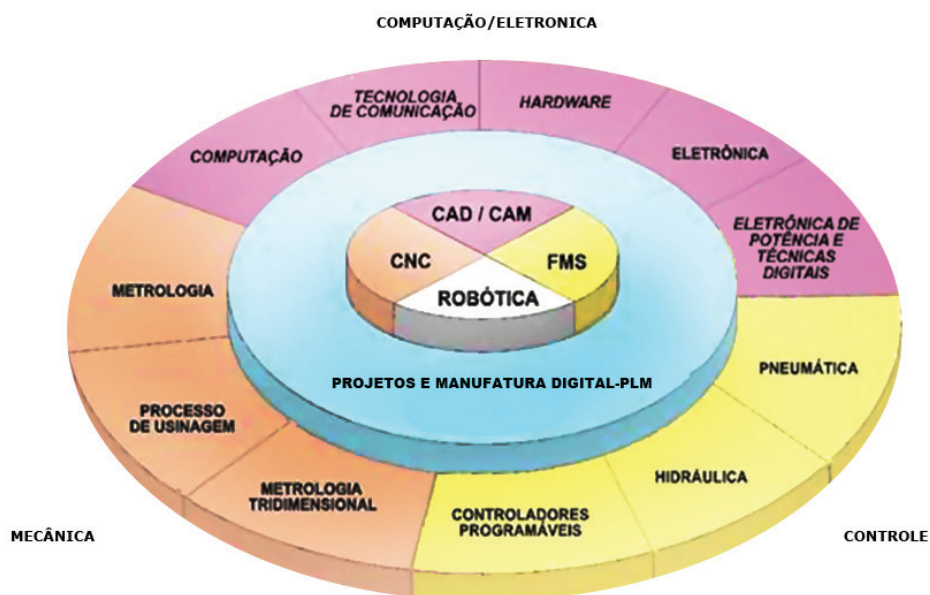 COMPUTAÇÃO/ELETRONICA
TECNOLOGIA
DE COMUNICAÇÃO
HARDWARE
COMPUTAÇÃO
ELETRÔNICA
ELETRÔNICA DE
POTÊNCIA E
TÉCNICAS
DIGITAIS
CAD / CAM
CNC
FMS
ROBÓTICA
METROLOGIA
PROJETOS E MANUFATURA DIGITAL-PLM
PNEUMÁTICA
PROCESSO
DE USINAGEM
HIDRÁULICA
METROLOGIA
TRIDIMENSIONAL
CONTROLADORES
PROGRAMÁVEIS
MECÂNICA
CONTROLE